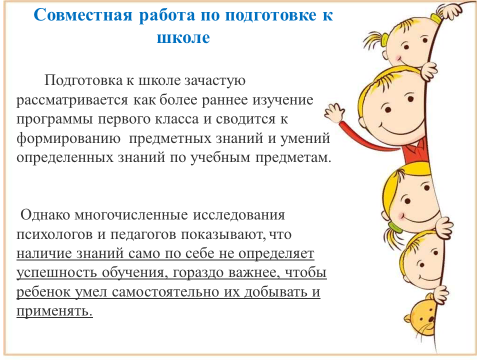 Совместная работа по подготовке к
школе
Подготовка к школе зачастую
рассматривается как более раннее изучение
программы первого класса и сводится к
формированию предметных знаний и умений
определенных знаний по учебным предметам.
Однако многочисленные исследования
психологов и педагогов показывают, что
наличие знаний само по себе не определяет
успешность обучения, гораздо важнее, чтобы
ребенок умел самостоятельно их добывать и
применять.